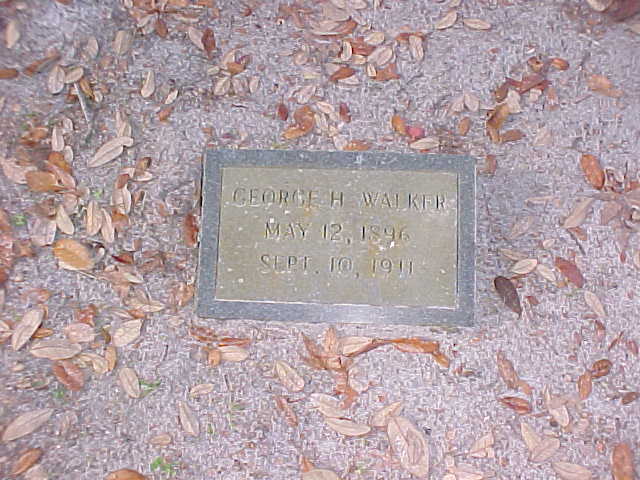 GEORGE H. WALKER
MAY 12, 1896
SEPT. 10, 1911